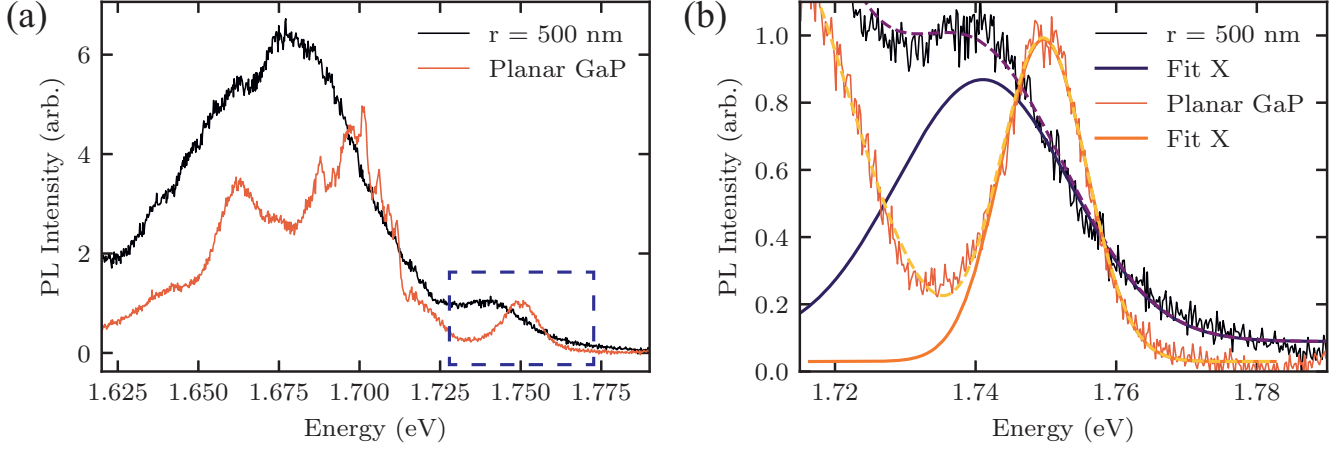 (a)
r = 500 nm
Planar GaP
PL Intensity (arb.)
6
4
2
0
1.625 1.650 1.675 1.700 1.725 1.750 1.775
Energy (eV)
(b)
r = 500 nm
Fit X
Planar GaP
Fit X
PL Intensity (arb.)
1.0
0.8
0.6
0.4
0.2
0.0
1.72 1.74 1.76 1.78
Energy (eV)